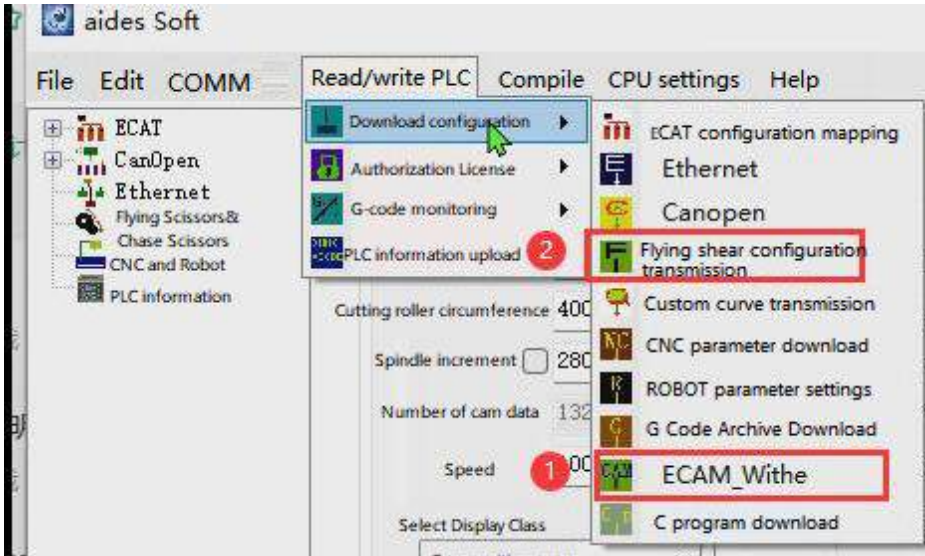 aides Soft
File Edit COMM Read/write PLC Compile CPU settings Help
ECAT
CanOpen
Ethernet
Flying Scissors&
Chase Scissors
CNC and Robot
PLC information
Download configuration
Authorization License
G-code monitoring
PLC information upload
2
ECAT configuration mapping
Ethernet
Canopen
Flying shear configuration
transmission
Custom curve transmission
CNC parameter download
ROBOT parameter settings
G Code Archive Download
1
ECAM_Withe
C program download
Cutting roller circumference 400
Spindle increment 280
Number of cam data 132
Speed
Select Display Class